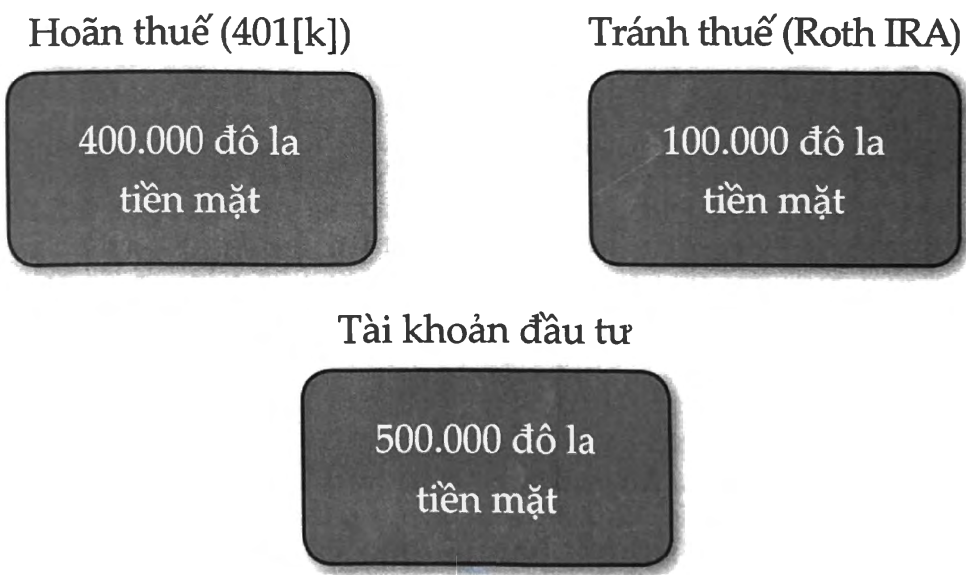 Hoãn thuế (401[k])
Tránh thuế (Roth IRA)
400.000 đô la
tiền mặt
100.000 đô la
tiền mặt
Tài khoản đầu tư
500.000 đô la
tiền mặt